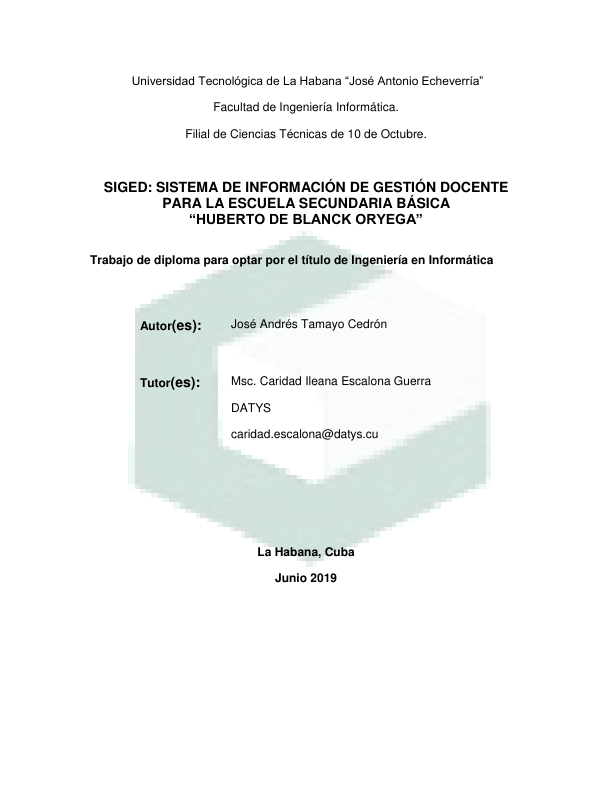 Universidad Tecnológica de La Habana “José Antonio Echeverría”
Facultad de Ingeniería Informática.
Filial de Ciencias Técnicas de 10 de Octubre.
SIGED: SISTEMA DE INFORMACIÓN DE GESTIÓN DOCENTE
PARA LA ESCUELA SECUNDARIA BÁSICA
“HUBERTO DE BLANCK ORYEGA”
Trabajo de diploma para optar por el título de Ingeniería en Informática
Autor(es): José Andrés Tamayo Cedrón
Tutor(es): Msc. Caridad Ileana Escalona Guerra
DATYS
caridad.escalona@datys.cu
La Habana, Cuba
Junio 2019